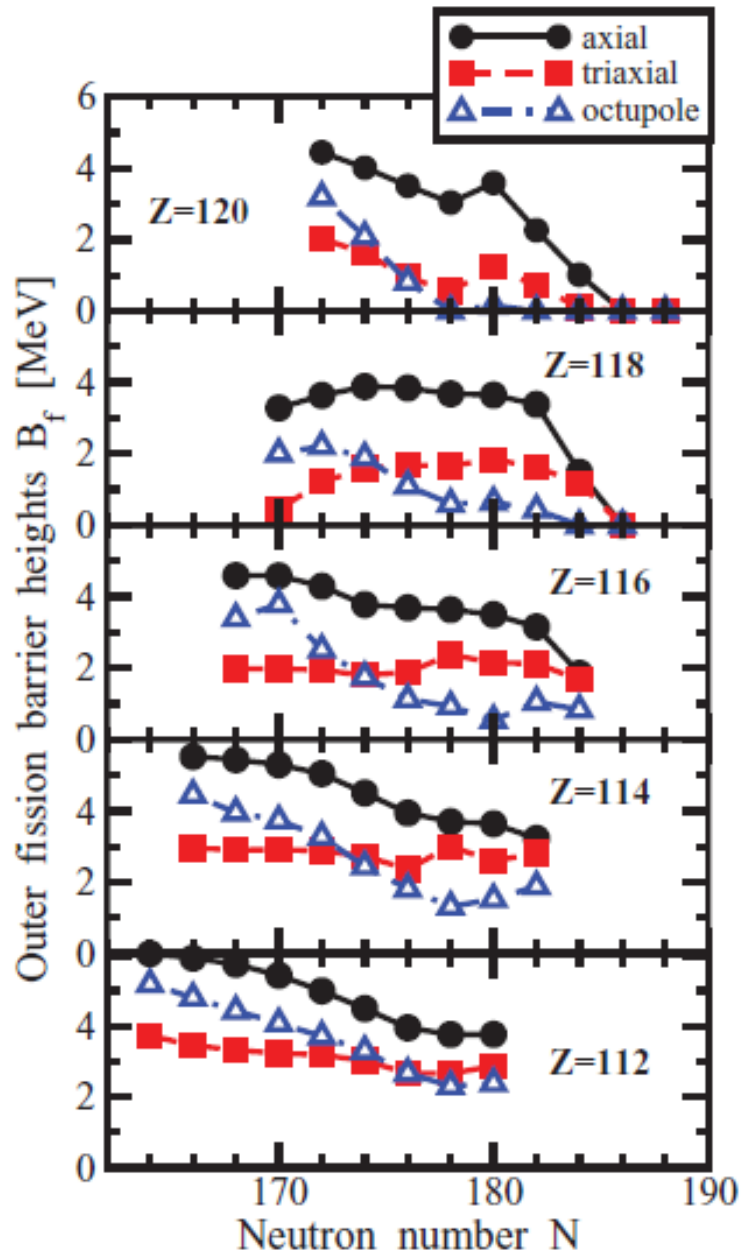 axial
triaxial
octupole
6
4
2
0
Z=120
4
2
0
Z=118
4
2
0
Z=116
4
2
0
Z=114
4
2
0
Z=112
170
180
190
Outer fission barrier heights B_f [MeV]
Neutron number N